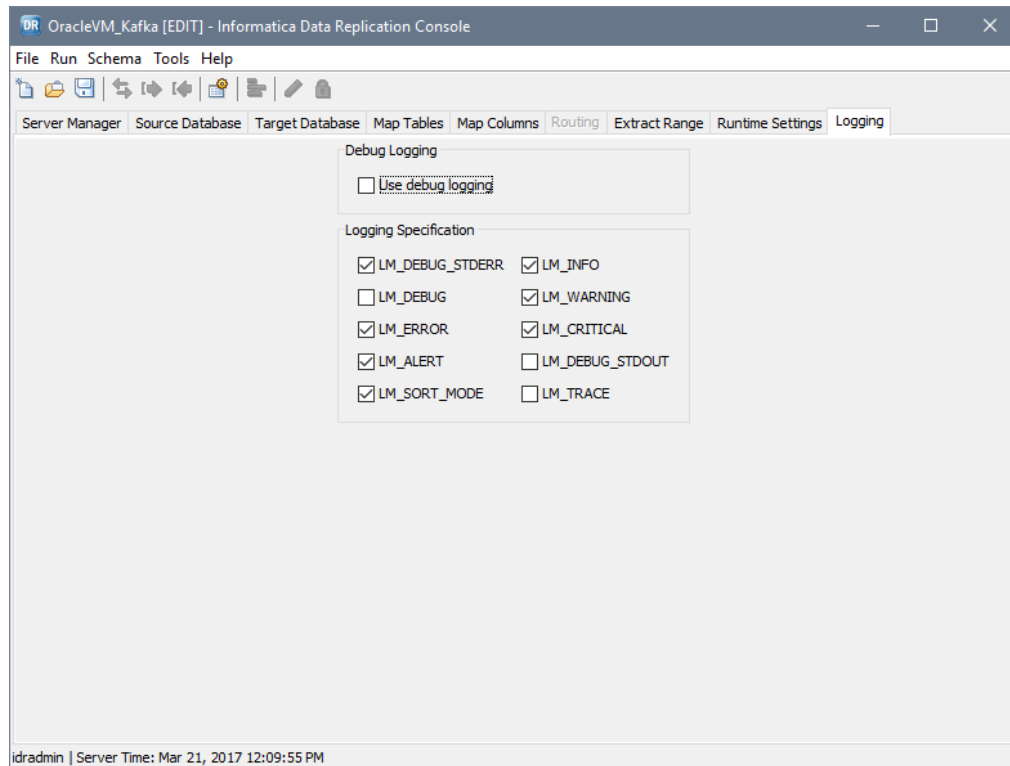 DR OracleVM_Kafka [EDIT] - Informatica Data Replication Console
File Run Schema Tools Help
Server Manager Source Database Target Database Map Tables Map Columns Routing Extract Range Runtime Settings Logging
Debug Logging
Use debug logging
Logging Specification
LM_DEBUG_STDERR LM_INFO
LM_DEBUG LM_WARNING
LM_ERROR LM_CRITICAL
LM_ALERT LM_DEBUG_STDOUT
LM_SORT_MODE LM_TRACE
idradmin | Server Time: Mar 21, 2017 12:09:55 PM